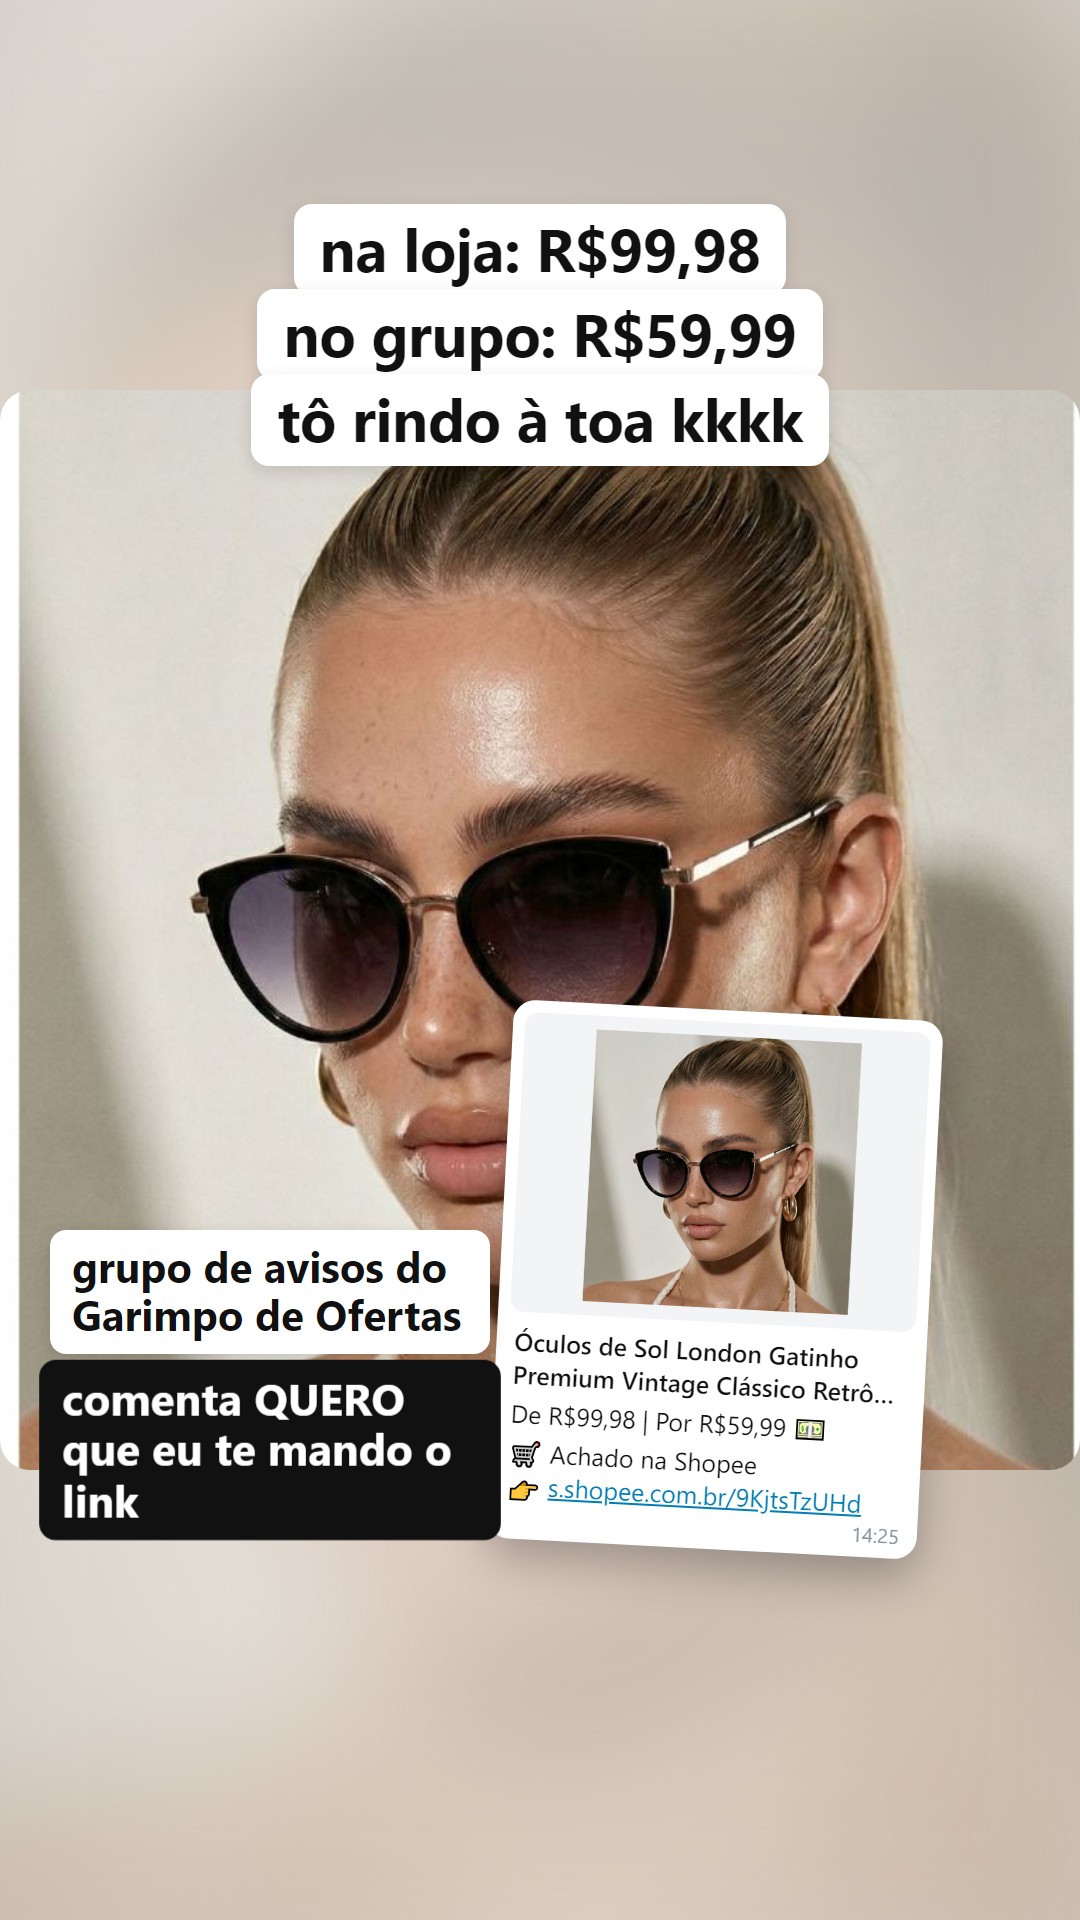 na loja: R$99,98
no grupo: R$59,99
tô rindo à toa kkkk
grupo de avisos do
Garimpo de Ofertas
comenta QUERO
que eu te mando o
link
Óculos de Sol London Gatinho
Premium Vintage Clássico Retrô...
De R$99,98 | Por R$59,99 💵
🛒 Achado na Shopee
👉 s.shopee.com.br/9KjtsTzUHd
14:25